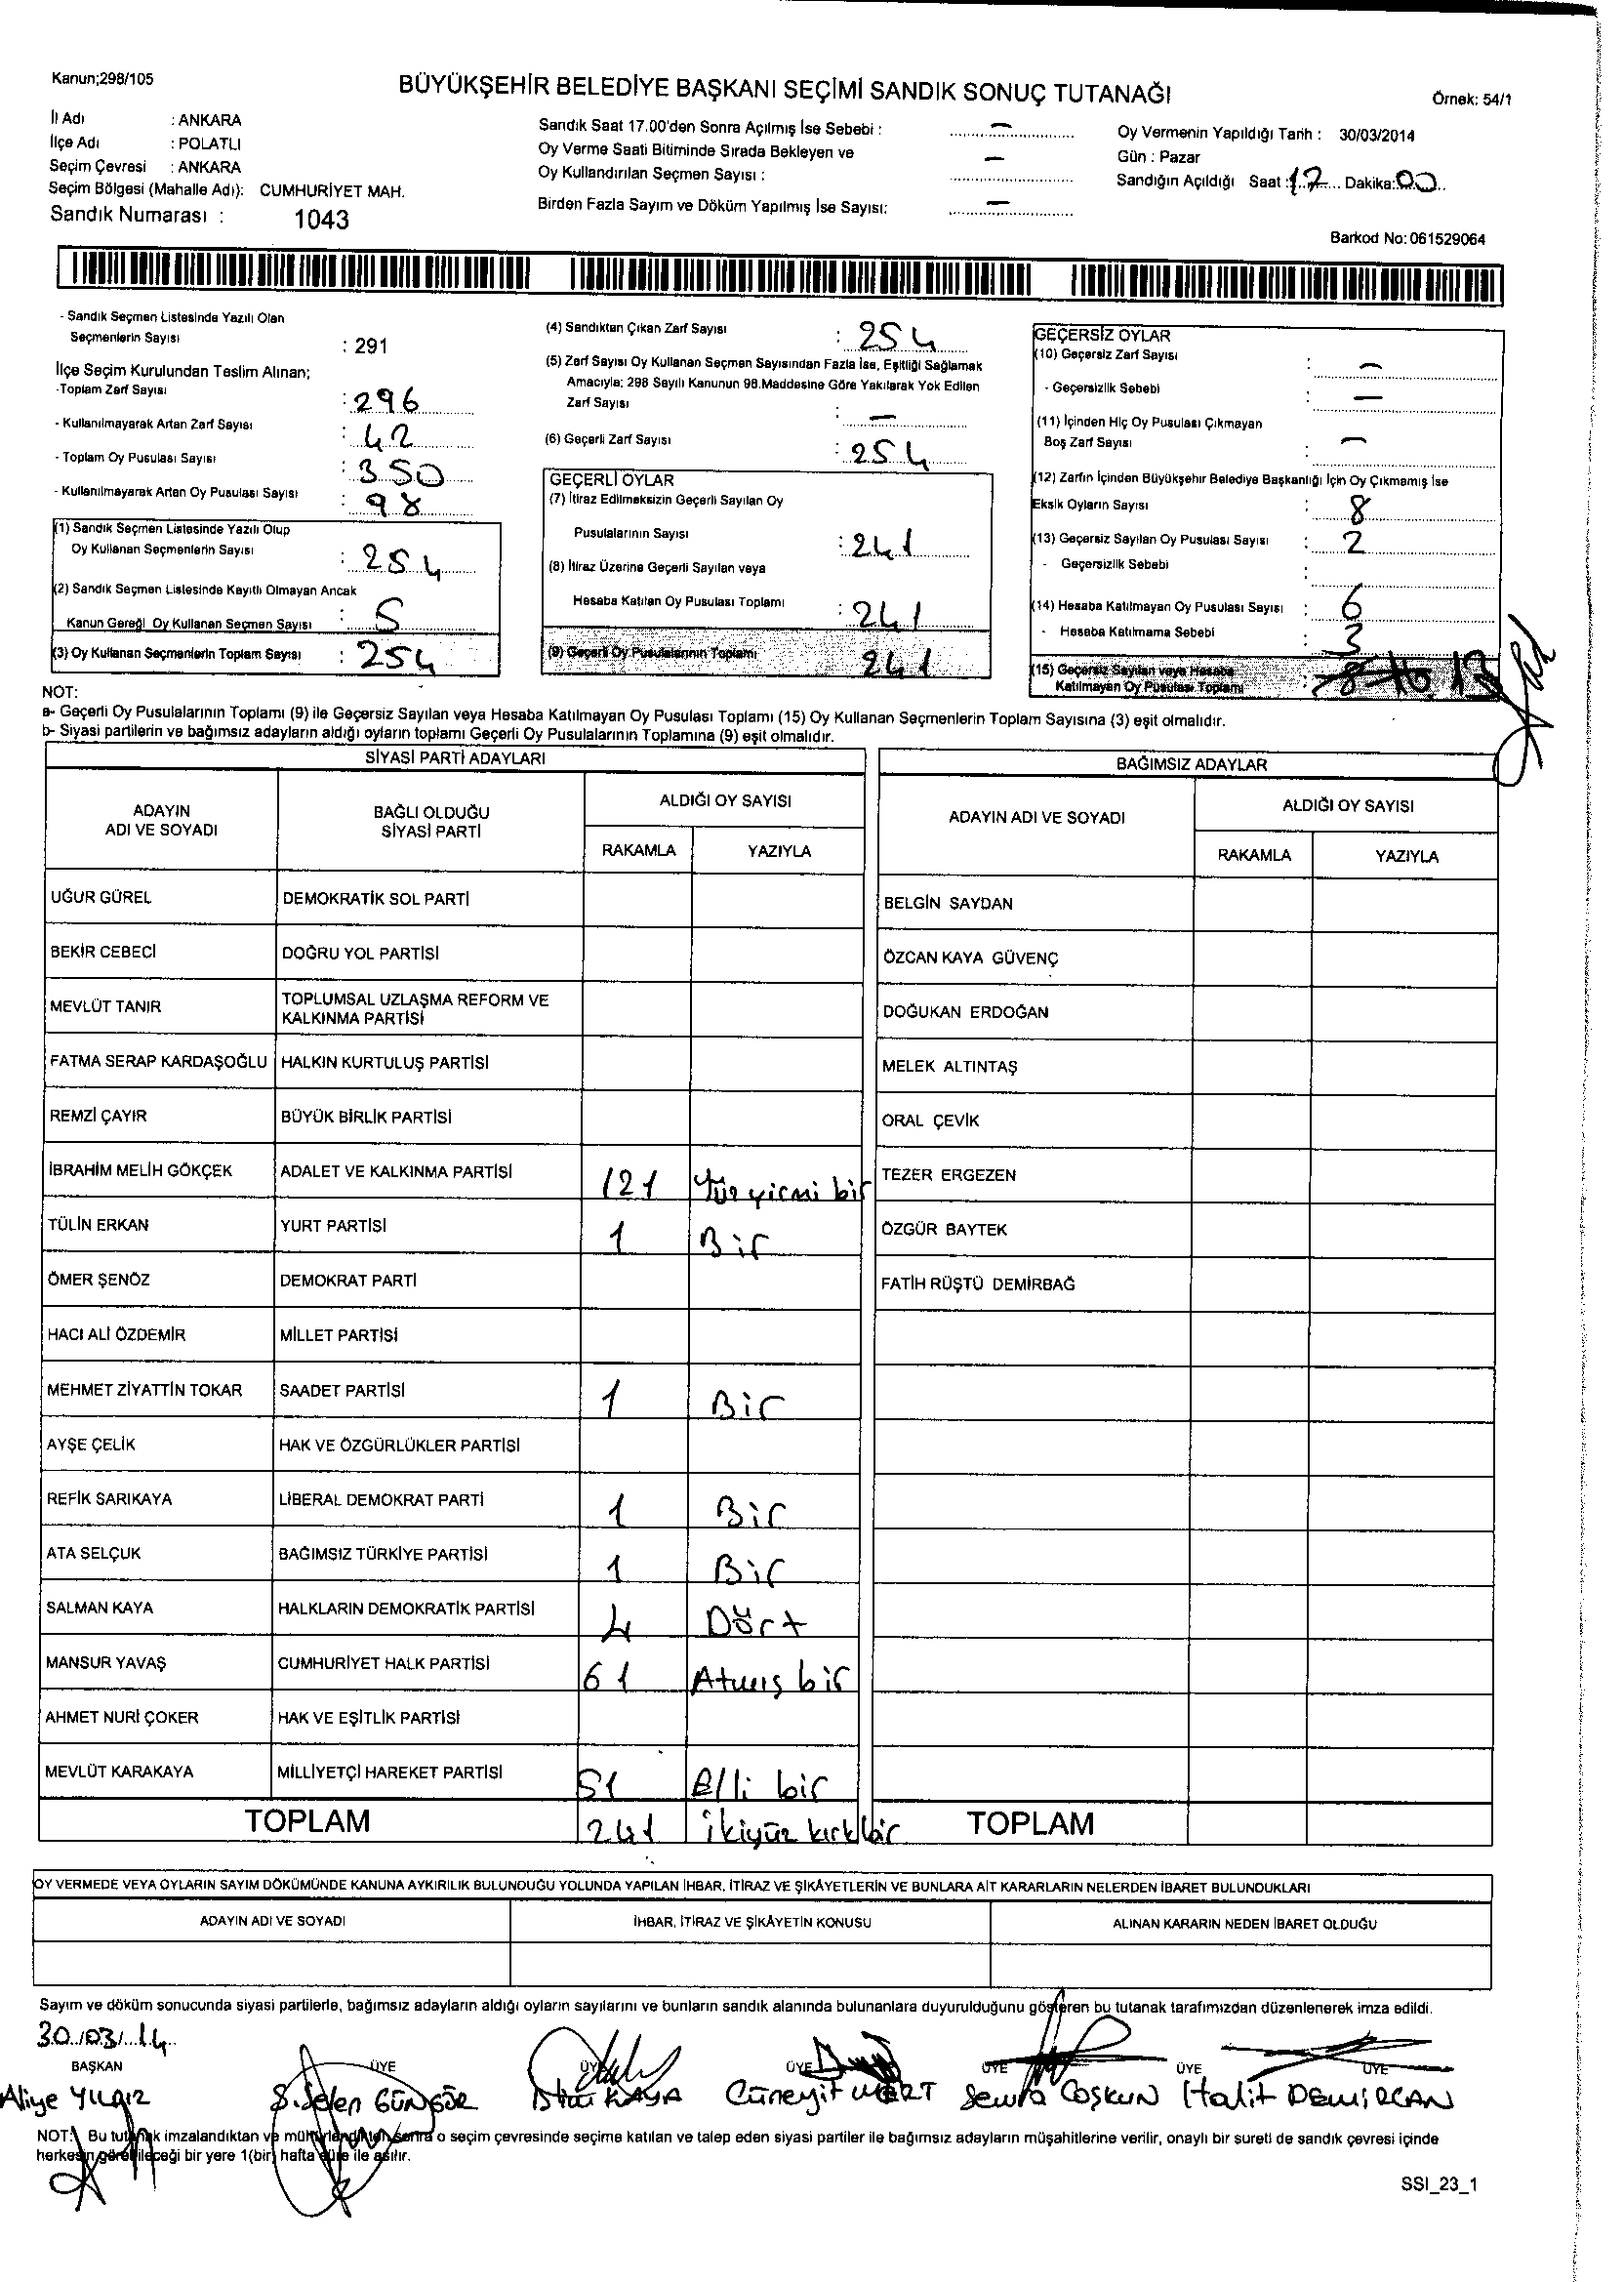 Kanun;298/105
BÜYÜKŞEHİR BELEDİYE BAŞKANI SEÇİMİ SANDIK SONUÇ TUTANAĞI
Örnek: 54/1
İl Adı : ANKARA
İlçe Adı : POLATLI
Seçim Çevresi : ANKARA
Seçim Bölgesi (Mahalle Adı): CUMHURİYET MAH.
Sandık Numarası : 1043
Sandık Saat 17.00'den Sonra Açılmış İse Sebebi : –
Oy Verme Saati Bitiminde Sırada Bekleyen ve
Oy Kullandırılan Seçmen Sayısı : –
Birden Fazla Sayım ve Döküm Yapılmış İse Sayısı: –
Oy Vermenin Yapıldığı Tarih : 30/03/2014
Gün : Pazar
Sandığın Açıldığı Saat : 17 Dakika: 00
Barkod No: 061529064
- Sandık Seçmen Listesinde Yazılı Olan
Seçmenlerin Sayısı : 291
İlçe Seçim Kurulundan Teslim Alınan;
-Toplam Zarf Sayısı : 296
- Kullanılmayarak Artan Zarf Sayısı : 42
- Toplam Oy Pusulası Sayısı : 350
- Kullanılmayarak Artan Oy Pusulası Sayısı : 98
(1) Sandık Seçmen Listesinde Yazılı Olup
Oy Kullanan Seçmenlerin Sayısı : 254
(2) Sandık Seçmen Listesinde Kayıtlı Olmayan Ancak
Kanun Gereği Oy Kullanan Seçmen Sayısı : 5
(3) Oy Kullanan Seçmenlerin Toplam Sayısı : 254
(4) Sandıktan Çıkan Zarf Sayısı : 254
(5) Zarf Sayısı Oy Kullanan Seçmen Sayısından Fazla İse, Eşitliği Sağlamak
Amacıyla; 298 Sayılı Kanunun 98.Maddesine Göre Yakılarak Yok Edilen
Zarf Sayısı : –
(6) Geçerli Zarf Sayısı : 254
GEÇERLİ OYLAR
(7) İtiraz Edilmeksizin Geçerli Sayılan Oy
Pusulalarının Sayısı : 241
(8) İtiraz Üzerine Geçerli Sayılan veya
Hesaba Katılan Oy Pusulası Toplamı : 241
(9) Geçerli Oy Pusulalarının Toplamı 241
GEÇERSİZ OYLAR
(10) Geçersiz Zarf Sayısı : –
- Geçersizlik Sebebi : –
(11) İçinden Hiç Oy Pusulası Çıkmayan
Boş Zarf Sayısı : –
(12) Zarfın İçinden Büyükşehir Belediye Başkanlığı İçin Oy Çıkmamış İse
Eksik Oyların Sayısı : 8
(13) Geçersiz Sayılan Oy Pusulası Sayısı : 2
- Geçersizlik Sebebi :
(14) Hesaba Katılmayan Oy Pusulası Sayısı : 6
- Hesaba Katılmama Sebebi : 3
(15) Geçersiz Sayılan veya Hesaba
Katılmayan Oy Pusulası Toplamı : 13
NOT:
a- Geçerli Oy Pusulalarının Toplamı (9) ile Geçersiz Sayılan veya Hesaba Katılmayan Oy Pusulası Toplamı (15) Oy Kullanan Seçmenlerin Toplam Sayısına (3) eşit olmalıdır.
b- Siyasi partilerin ve bağımsız adayların aldığı oyların toplamı Geçerli Oy Pusulalarının Toplamına (9) eşit olmalıdır.
SİYASİ PARTİ ADAYLARI
ADAYIN ADI VE SOYADI BAĞLI OLDUĞU SİYASİ PARTİ ALDIĞI OY SAYISI
RAKAMLA YAZIYLA
UĞUR GÜREL DEMOKRATİK SOL PARTİ
BEKİR CEBECİ DOĞRU YOL PARTİSİ
MEVLÜT TANIR TOPLUMSAL UZLAŞMA REFORM VE KALKINMA PARTİSİ
FATMA SERAP KARDAŞOĞLU HALKIN KURTULUŞ PARTİSİ
REMZİ ÇAYIR BÜYÜK BİRLİK PARTİSİ
İBRAHİM MELİH GÖKÇEK ADALET VE KALKINMA PARTİSİ 121 Yüz yirmi bir
TÜLİN ERKAN YURT PARTİSİ 1 Bir
ÖMER ŞENÖZ DEMOKRAT PARTİ
HACI ALİ ÖZDEMİR MİLLET PARTİSİ
MEHMET ZİYATTİN TOKAR SAADET PARTİSİ 1 Bir
AYŞE ÇELİK HAK VE ÖZGÜRLÜKLER PARTİSİ
REFİK SARIKAYA LİBERAL DEMOKRAT PARTİ 1 Bir
ATA SELÇUK BAĞIMSIZ TÜRKİYE PARTİSİ 1 Bir
SALMAN KAYA HALKLARIN DEMOKRATİK PARTİSİ 4 Dört
MANSUR YAVAŞ CUMHURİYET HALK PARTİSİ 61 Atmış bir
AHMET NURİ ÇOKER HAK VE EŞİTLİK PARTİSİ
MEVLÜT KARAKAYA MİLLİYETÇİ HAREKET PARTİSİ 51 Elli bir
TOPLAM 241 İkiyüz kırk bir
BAĞIMSIZ ADAYLAR
ADAYIN ADI VE SOYADI ALDIĞI OY SAYISI
RAKAMLA YAZIYLA
BELGİN SAYDAN
ÖZCAN KAYA GÜVENÇ
DOĞUKAN ERDOĞAN
MELEK ALTINTAŞ
ORAL ÇEVİK
TEZER ERGEZEN
ÖZGÜR BAYTEK
FATİH RÜŞTÜ DEMİRBAĞ
TOPLAM
OY VERMEDE VEYA OYLARIN SAYIM DÖKÜMÜNDE KANUNA AYKIRILIK BULUNDUĞU YOLUNDA YAPILAN İHBAR, İTİRAZ VE ŞİKÂYETLERİN VE BUNLARA AİT KARARLARIN NELERDEN İBARET BULUNDUKLARI
ADAYIN ADI VE SOYADI İHBAR, İTİRAZ VE ŞİKÂYETİN KONUSU ALINAN KARARIN NEDEN İBARET OLDUĞU
Sayım ve döküm sonucunda siyasi partilerle, bağımsız adayların aldığı oyların sayılarını ve bunların sandık alanında bulunanlara duyurulduğunu gösteren bu tutanak tarafımızdan düzenlenerek imza edildi.
30/03/14
BAŞKAN ÜYE ÜYE ÜYE ÜYE ÜYE ÜYE
Aliye YILGIZ S.Selen GÜNGÖR KAYA Cüneyit MERT Semra COŞKUN Halit DEMİRCAN
NOT: Bu tutanak imzalandıktan ve mühürlendikten sonra o seçim çevresinde seçime katılan ve talep eden siyasi partiler ile bağımsız adayların müşahitlerine verilir, onaylı bir sureti de sandık çevresi içinde
herkesin görebileceği bir yere 1(bir) hafta süre ile asılır.
SSI_23_1